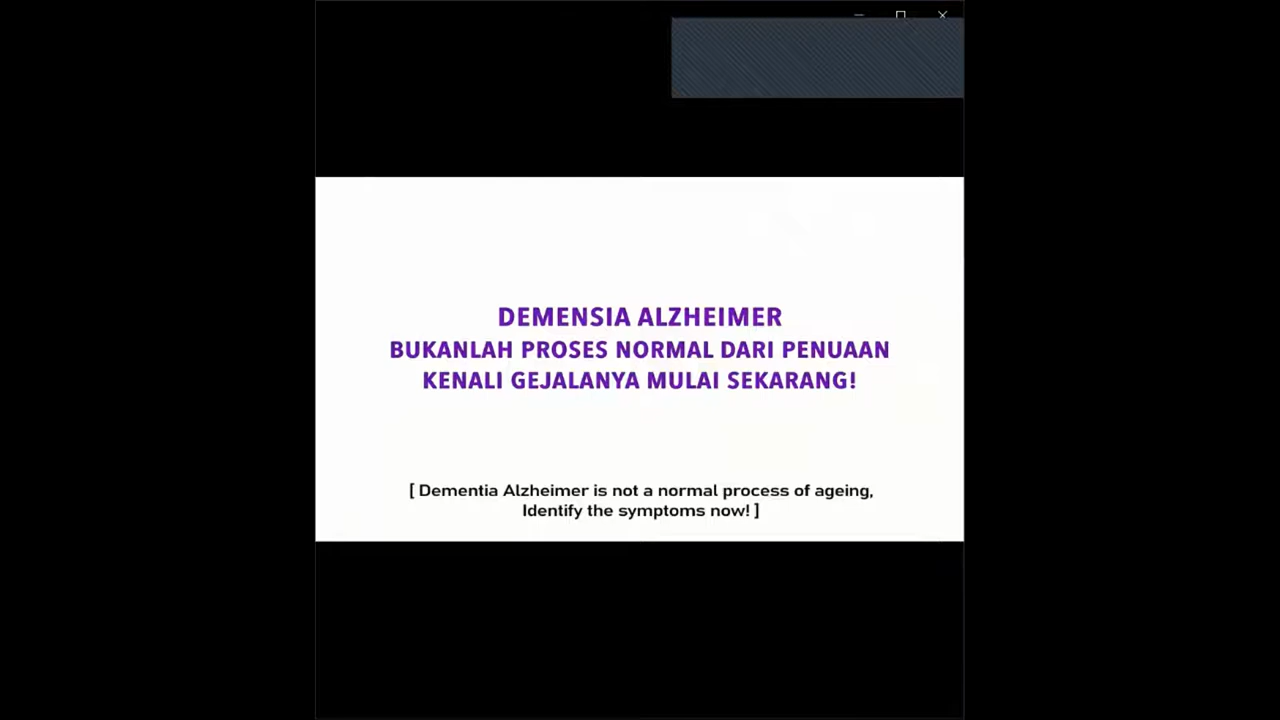 DEMENSIA ALZHEIMER
BUKANLAH PROSES NORMAL DARI PENUAAN
KENALI GEJALANYA MULAI SEKARANG!
[ Dementia Alzheimer is not a normal process of ageing,
Identify the symptoms now! ]